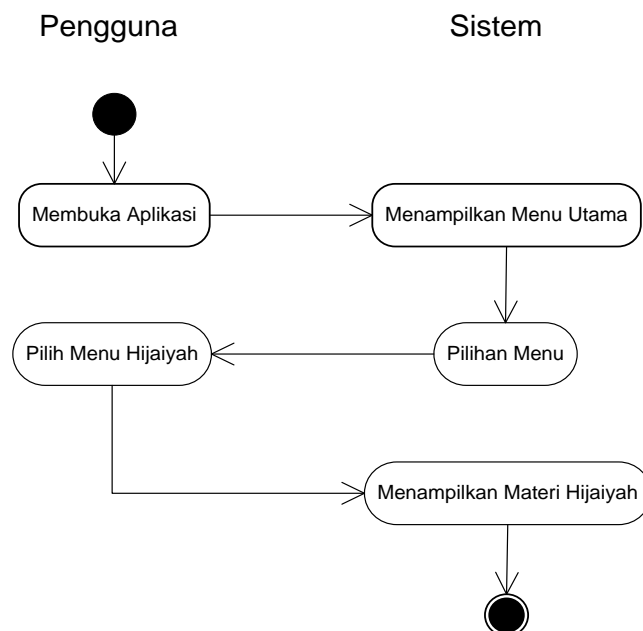 Pengguna
Sistem
Membuka Aplikasi
Menampilkan Menu Utama
Pilih Menu Hijaiyah
Pilihan Menu
Menampilkan Materi Hijaiyah